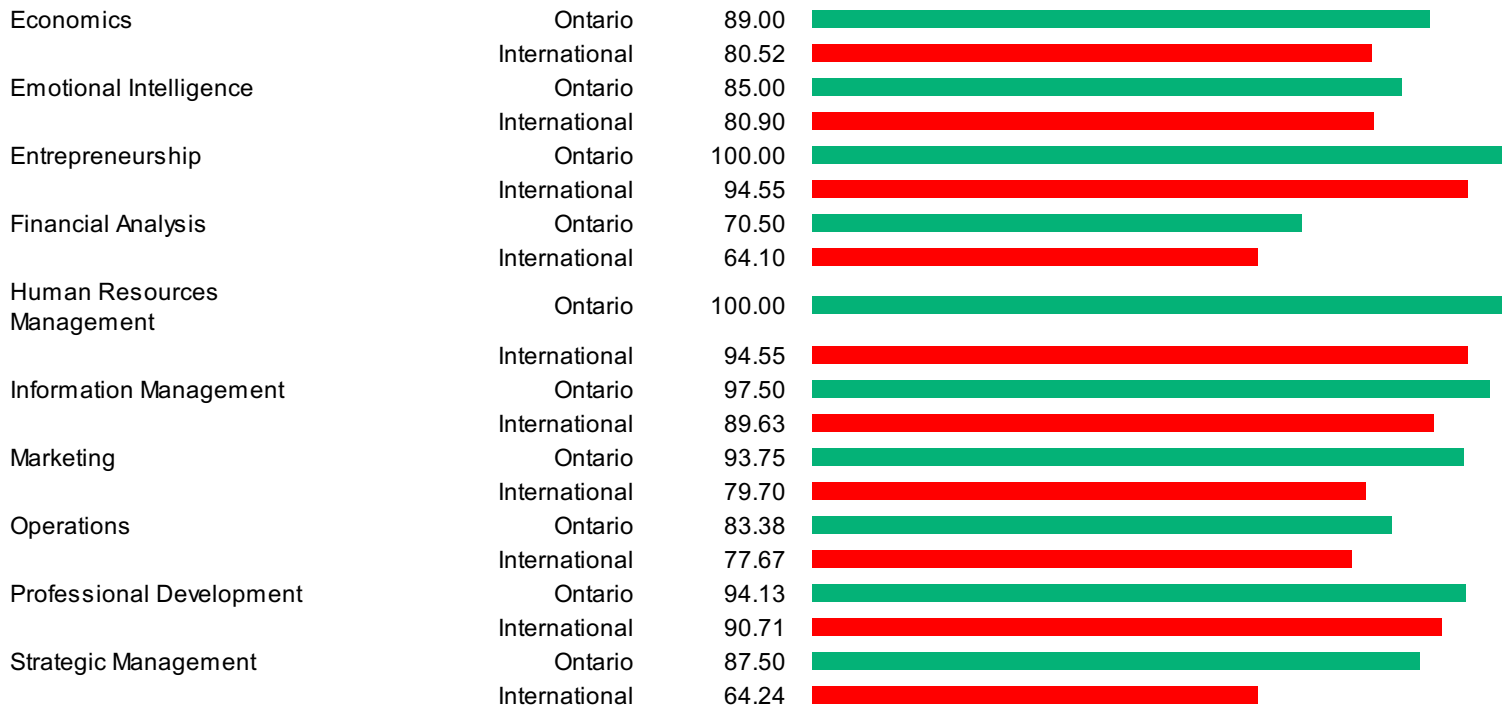 Economics Ontario 89.00
International 80.52
Emotional Intelligence Ontario 85.00
International 80.90
Entrepreneurship Ontario 100.00
International 94.55
Financial Analysis Ontario 70.50
International 64.10
Human Resources
Management
Ontario 100.00
International 94.55
Information Management Ontario 97.50
International 89.63
Marketing Ontario 93.75
International 79.70
Operations Ontario 83.38
International 77.67
Professional Development Ontario 94.13
International 90.71
Strategic Management Ontario 87.50
International 64.24